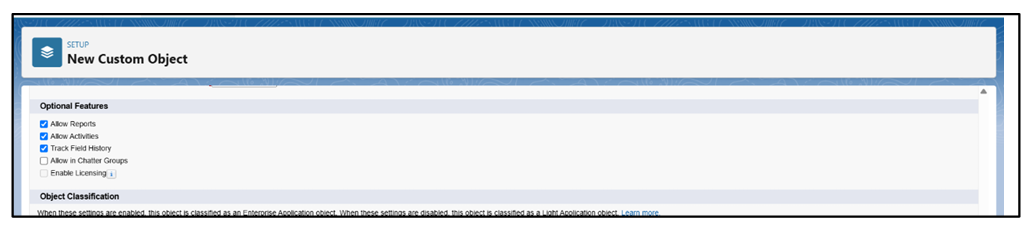 SETUP
New Custom Object
Optional Features
Allow Reports
Allow Activities
Track Field History
Allow in Chatter Groups
Enable Licensing i
Object Classification
When these settings are enabled, this object is classified as an Enterprise Application object. When these settings are disabled, this object is classified as a Light Application object. Learn more.